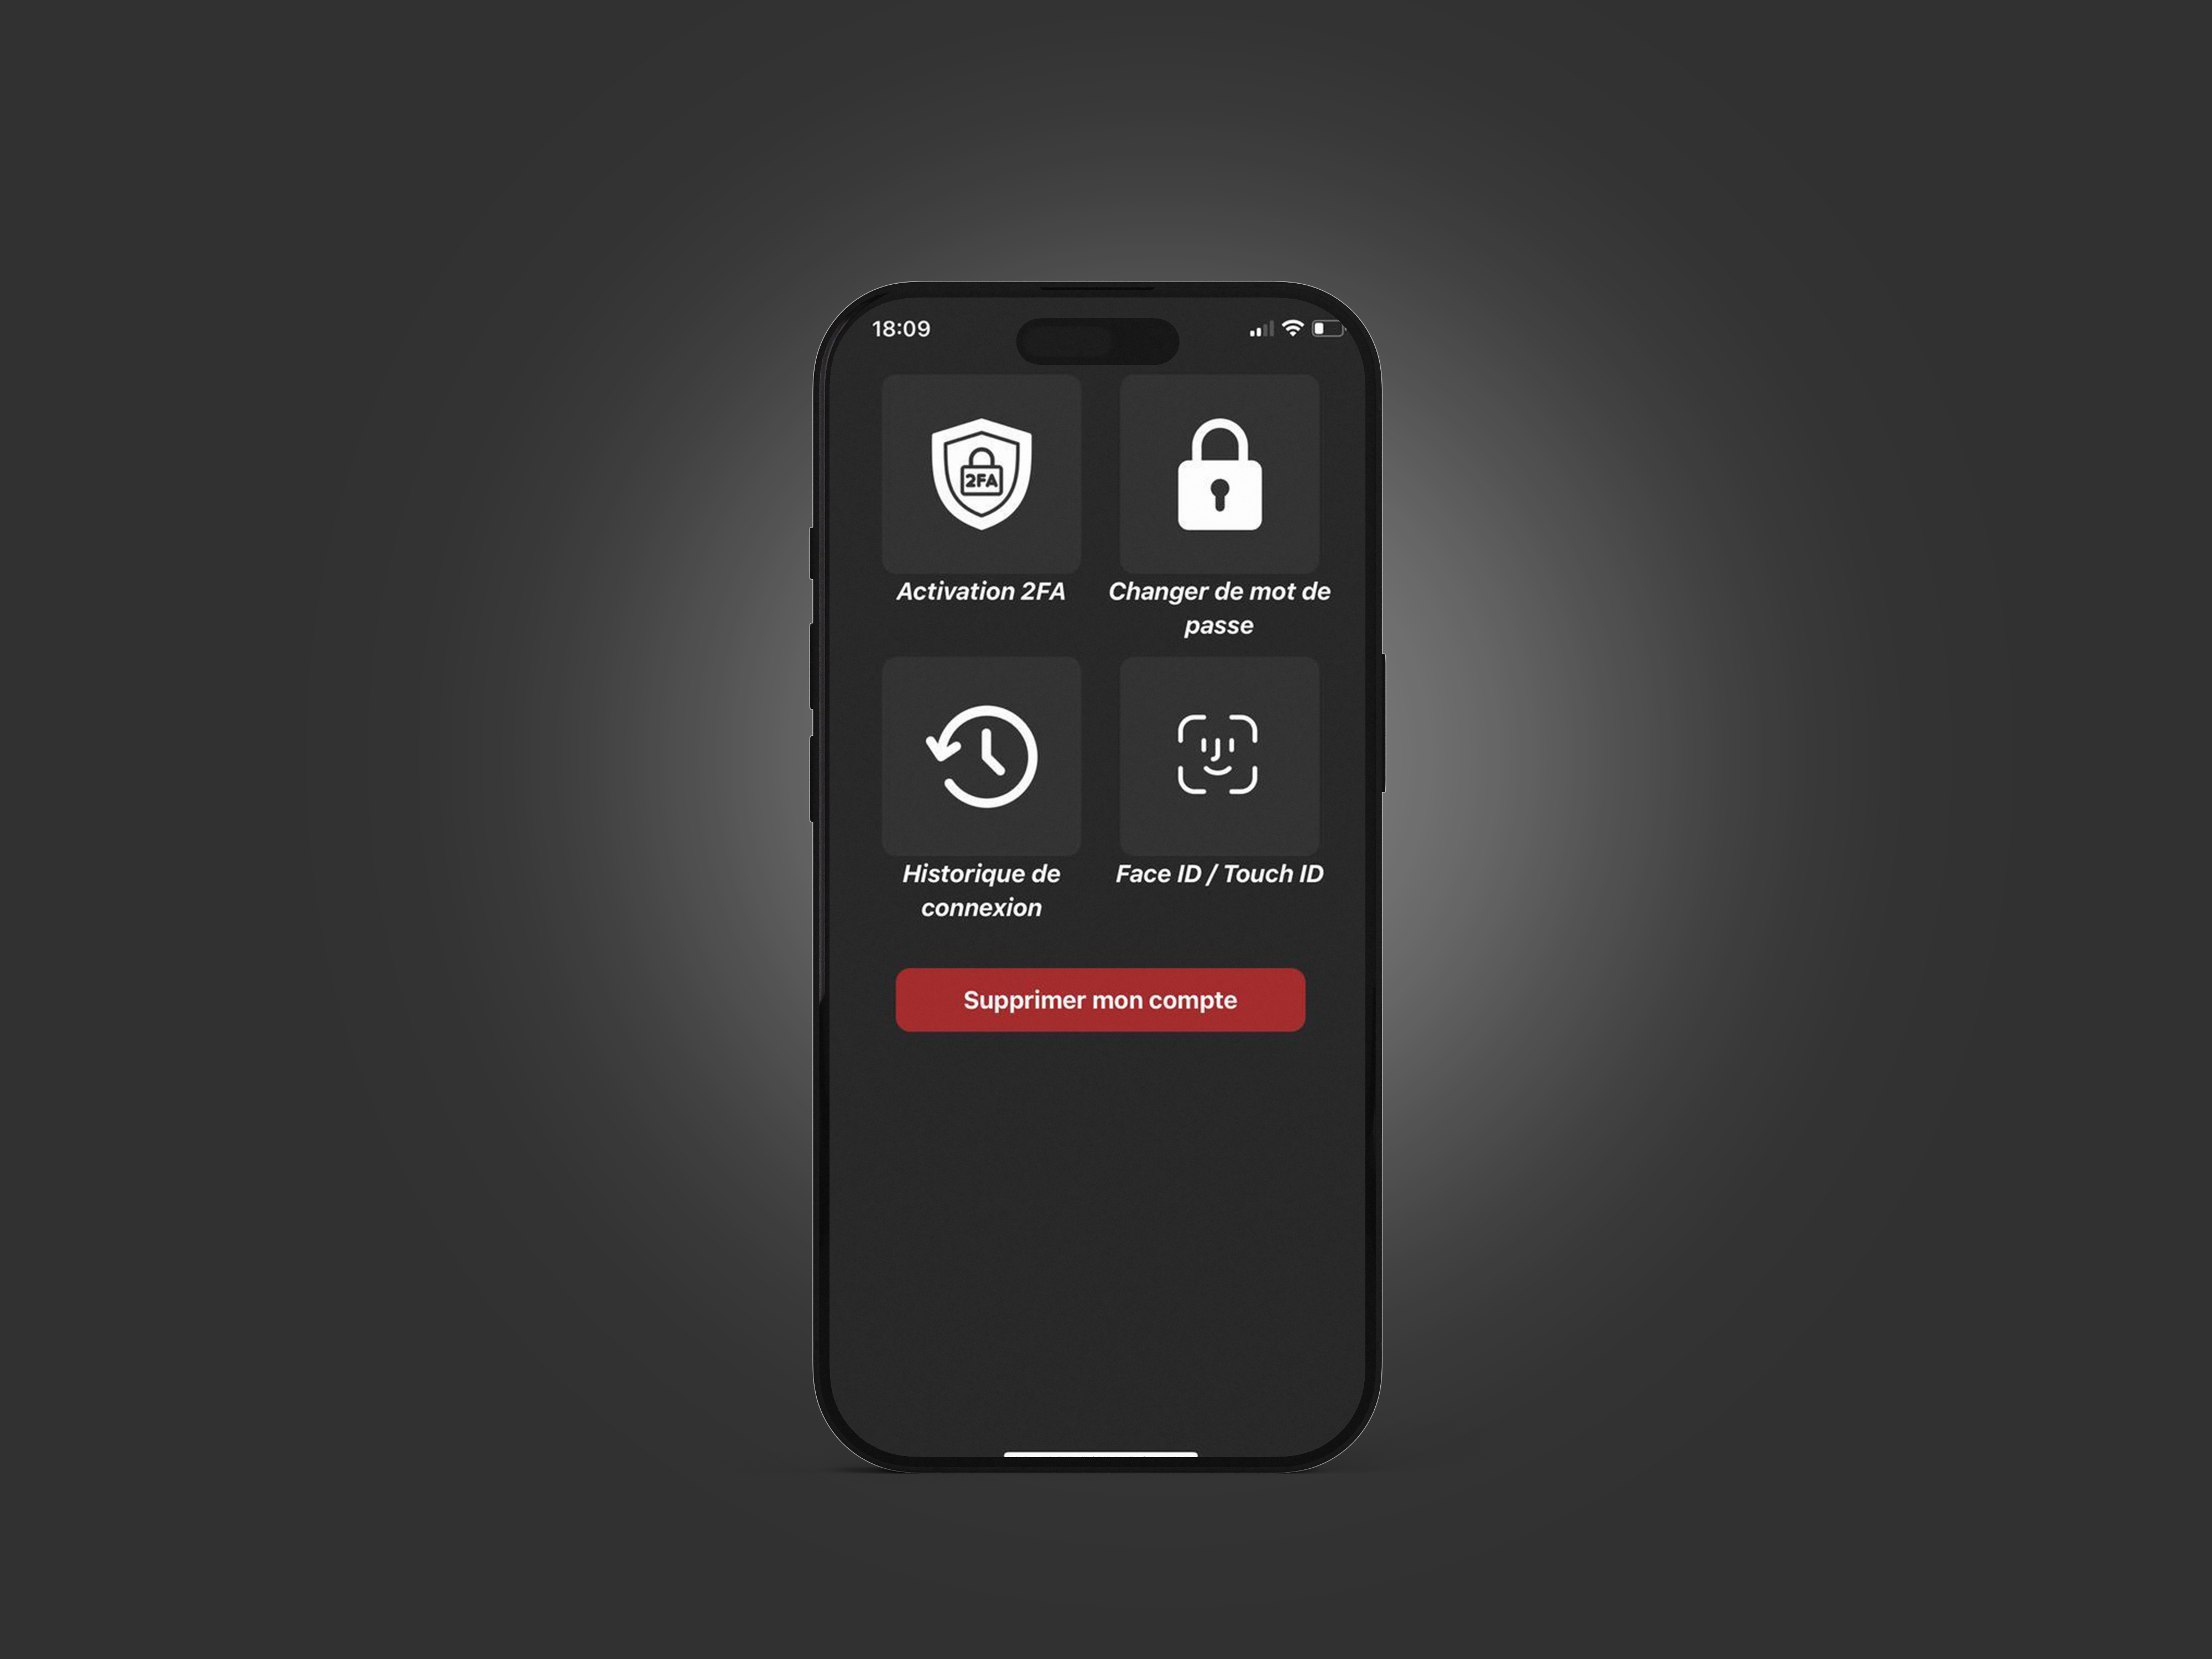 18:09
2FA
Activation 2FA
Changer de mot de
passe
Historique de
connexion
Face ID / Touch ID
Supprimer mon compte